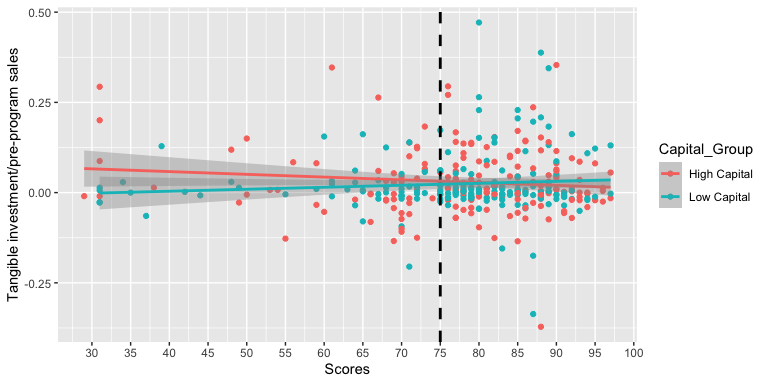 Tangible investment/pre-program sales
0.50
0.25
0.00
-0.25
30 35 40 45 50 55 60 65 70 75 80 85 90 95 100
Scores
Capital_Group
High Capital
Low Capital